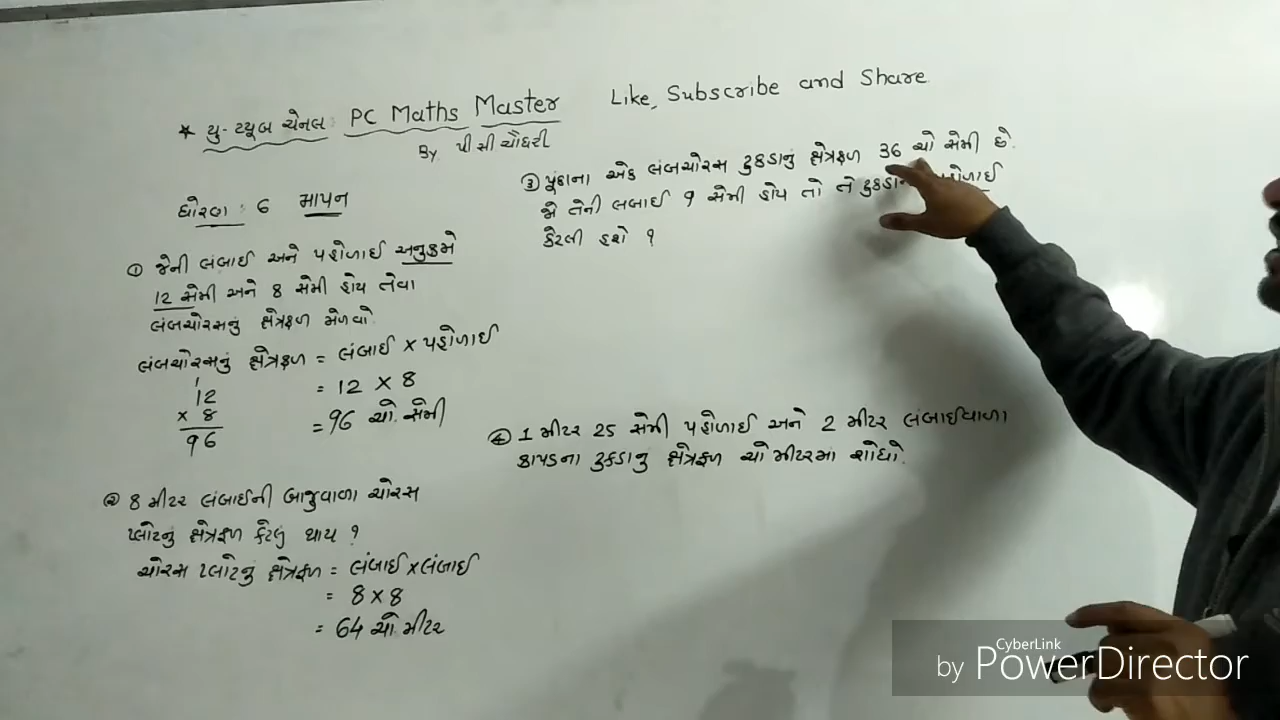 * યુ-ટ્યૂબ ચેનલ: PC Maths Master Like, Subscribe and Share
By પી સી ચૌધરી
ધોરણ: 6 માપન
① જેની લંબાઈ અને પહોળાઈ અનુક્રમે
12 સેમી અને 8 સેમી હોય તેવા
લંબચોરસનું ક્ષેત્રફળ મેળવો.
લંબચોરસનું ક્ષેત્રફળ = લંબાઈ × પહોળાઈ
= 12 × 8
= 96 ચો. સેમી
1
12
× 8
96
② 8 મીટર લંબાઈની બાજુવાળા ચોરસ
પ્લોટનું ક્ષેત્રફળ કેટલું થાય ?
ચોરસ પ્લોટનું ક્ષેત્રફળ = લંબાઈ × લંબાઈ
= 8 × 8
= 64 ચો. મીટર
③ પૂંઠાના એક લંબચોરસ ટુકડાનું ક્ષેત્રફળ 36 ચો સેમી છે.
જો તેની લબાઈ 9 સેમી હોય તો તે પહોળાઈ
કેટલી હશે ?
④ 1 મીટર 25 સેમી પહોળાઈ અને 2 મીટર લંબાઈવાળા
કાપડના ટુકડાનુ ક્ષેત્રફળ ચો મીટરમાં શોધો.
CyberLink
by PowerDirector